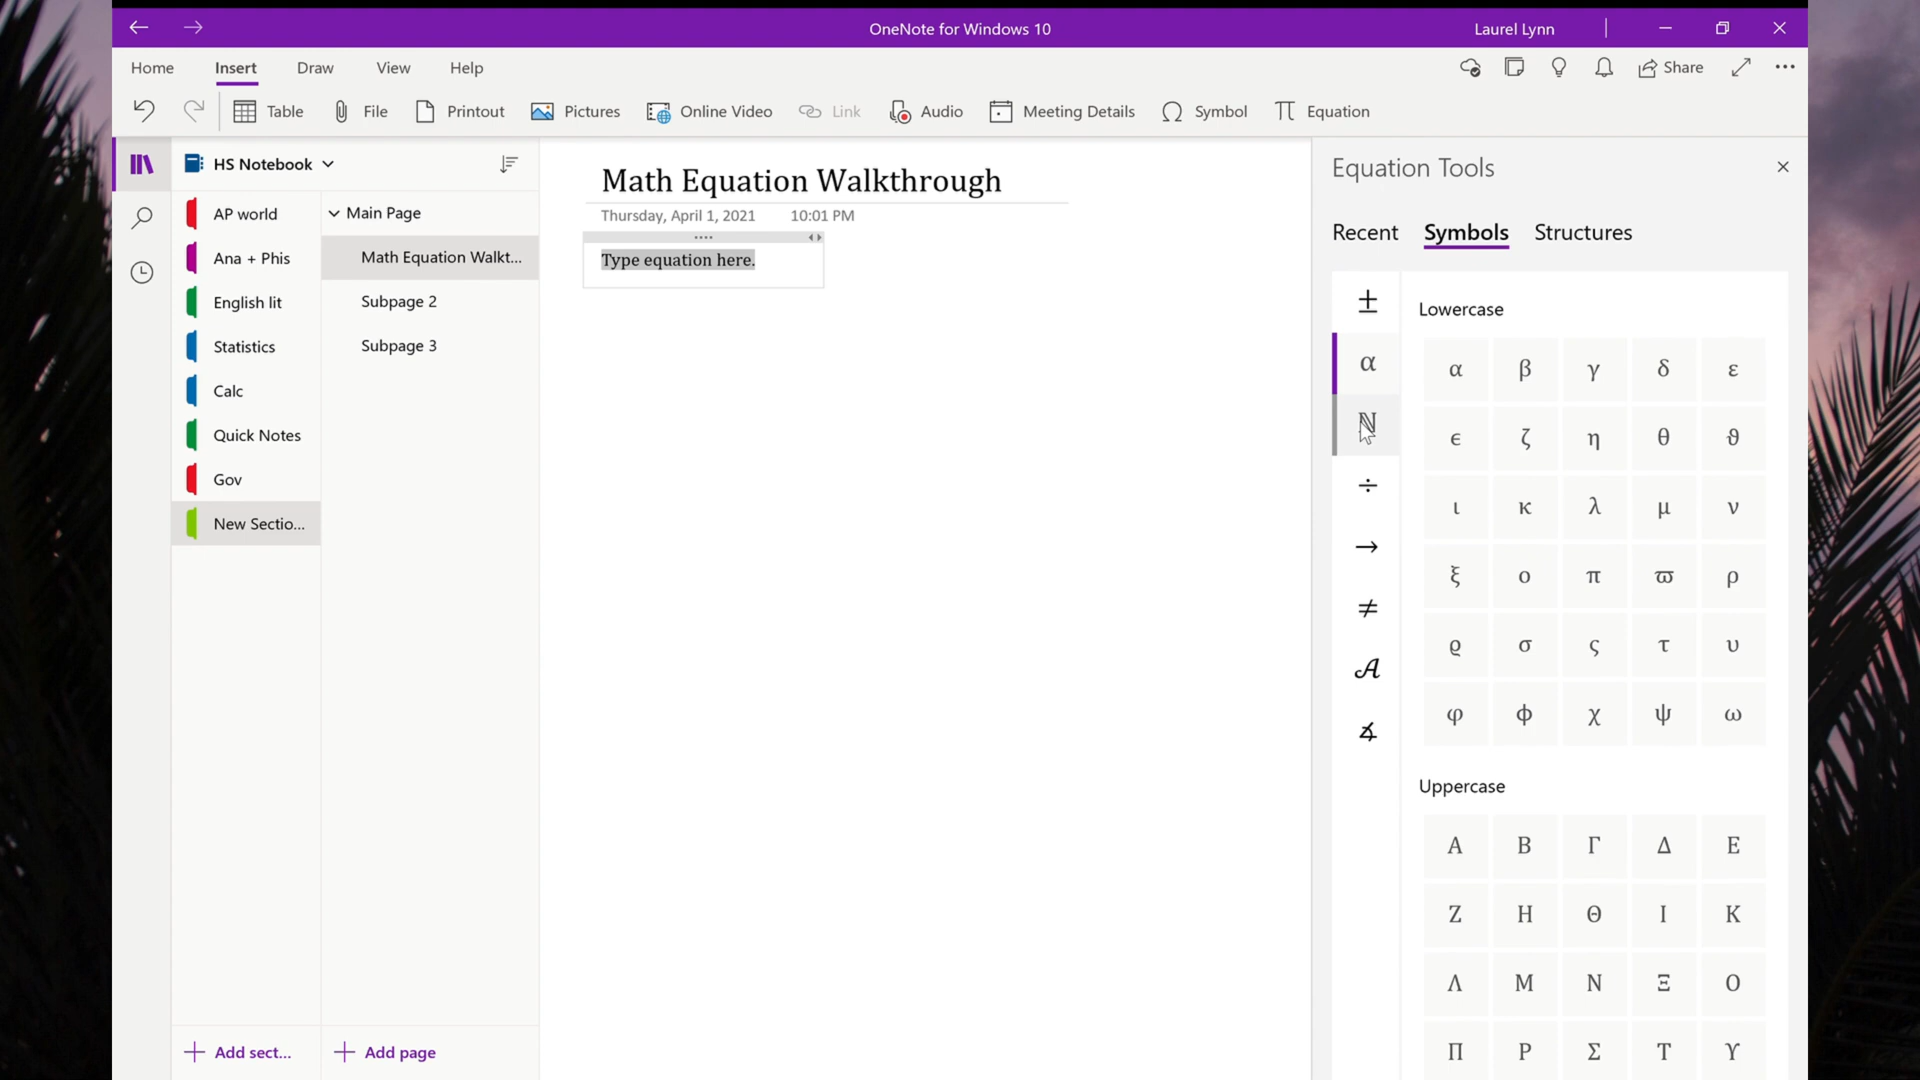 OneNote for Windows 10
Laurel Lynn
Home Insert Draw View Help
Share
Table File Printout Pictures Online Video Link Audio Meeting Details Symbol Equation
HS Notebook
AP world
Ana + Phis
English lit
Statistics
Calc
Quick Notes
Gov
New Sectio...
Add sect...
Main Page
Math Equation Walkt...
Subpage 2
Subpage 3
Add page
Math Equation Walkthrough
Thursday, April 1, 2021 10:01 PM
Type equation here.
Equation Tools
Recent Symbols Structures
±
α
ℕ
÷
→
≠
𝒜
∡
Lowercase
α β γ δ ε
ϵ ζ η θ ϑ
ι κ λ μ ν
ξ ο π ϖ ρ
ϱ σ ς τ υ
φ ϕ χ ψ ω
Uppercase
Α Β Γ Δ Ε
Ζ Η Θ Ι Κ
Λ Μ Ν Ξ Ο
Π Ρ Σ Τ Υ